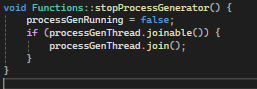 void Functions::stopProcessGenerator() {
    processGenRunning = false;
    if (processGenThread.joinable()) {
        processGenThread.join();
    }
}